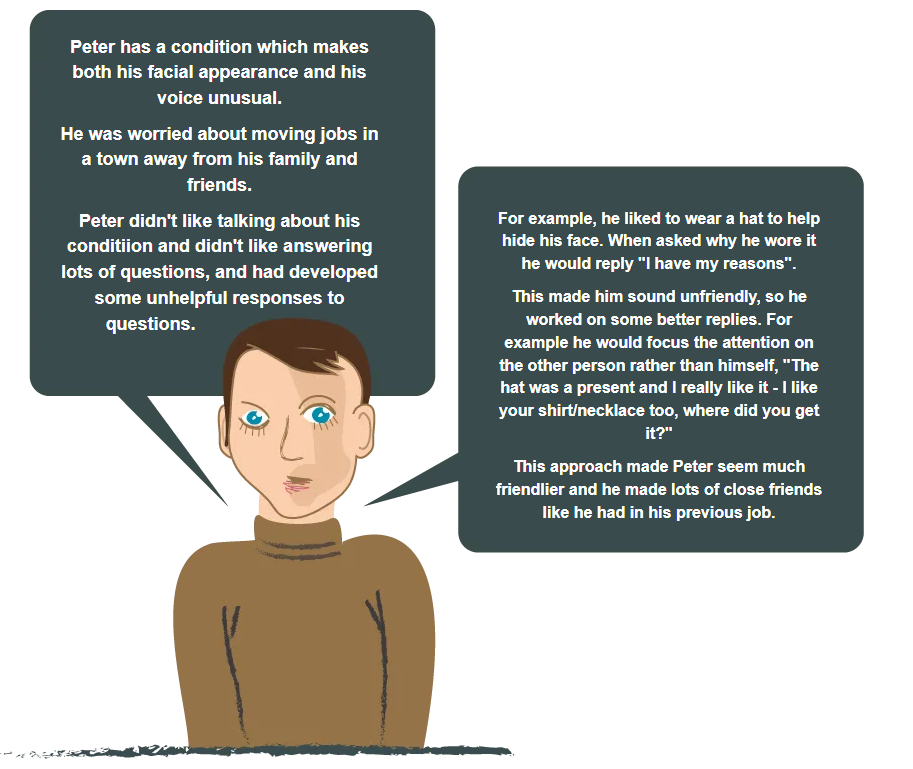 Peter has a condition which makes
both his facial appearance and his
voice unusual.
He was worried about moving jobs in
a town away from his family and
friends.
Peter didn't like talking about his
conditiion and didn't like answering
lots of questions, and had developed
some unhelpful responses to
questions.
For example, he liked to wear a hat to help
hide his face. When asked why he wore it
he would reply "I have my reasons".
This made him sound unfriendly, so he
worked on some better replies. For
example he would focus the attention on
the other person rather than himself, "The
hat was a present and I really like it - I like
your shirt/necklace too, where did you get
it?"
This approach made Peter seem much
friendlier and he made lots of close friends
like he had in his previous job.